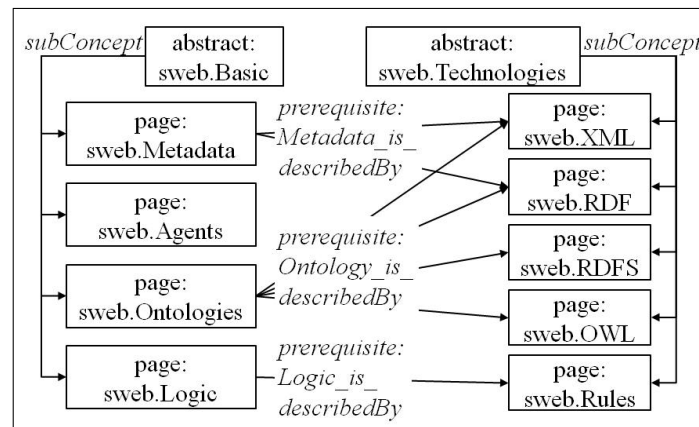 subConcept
abstract:
sweb.Basic
abstract:
sweb.Technologies
subConcept
page:
sweb.Metadata
prerequisite:
Metadata_is_
describedBy
page:
sweb.XML
page:
sweb.Agents
page:
sweb.RDF
page:
sweb.Ontologies
prerequisite:
Ontology_is_
describedBy
page:
sweb.RDFS
page:
sweb.OWL
page:
sweb.Logic
prerequisite:
Logic_is_
describedBy
page:
sweb.Rules